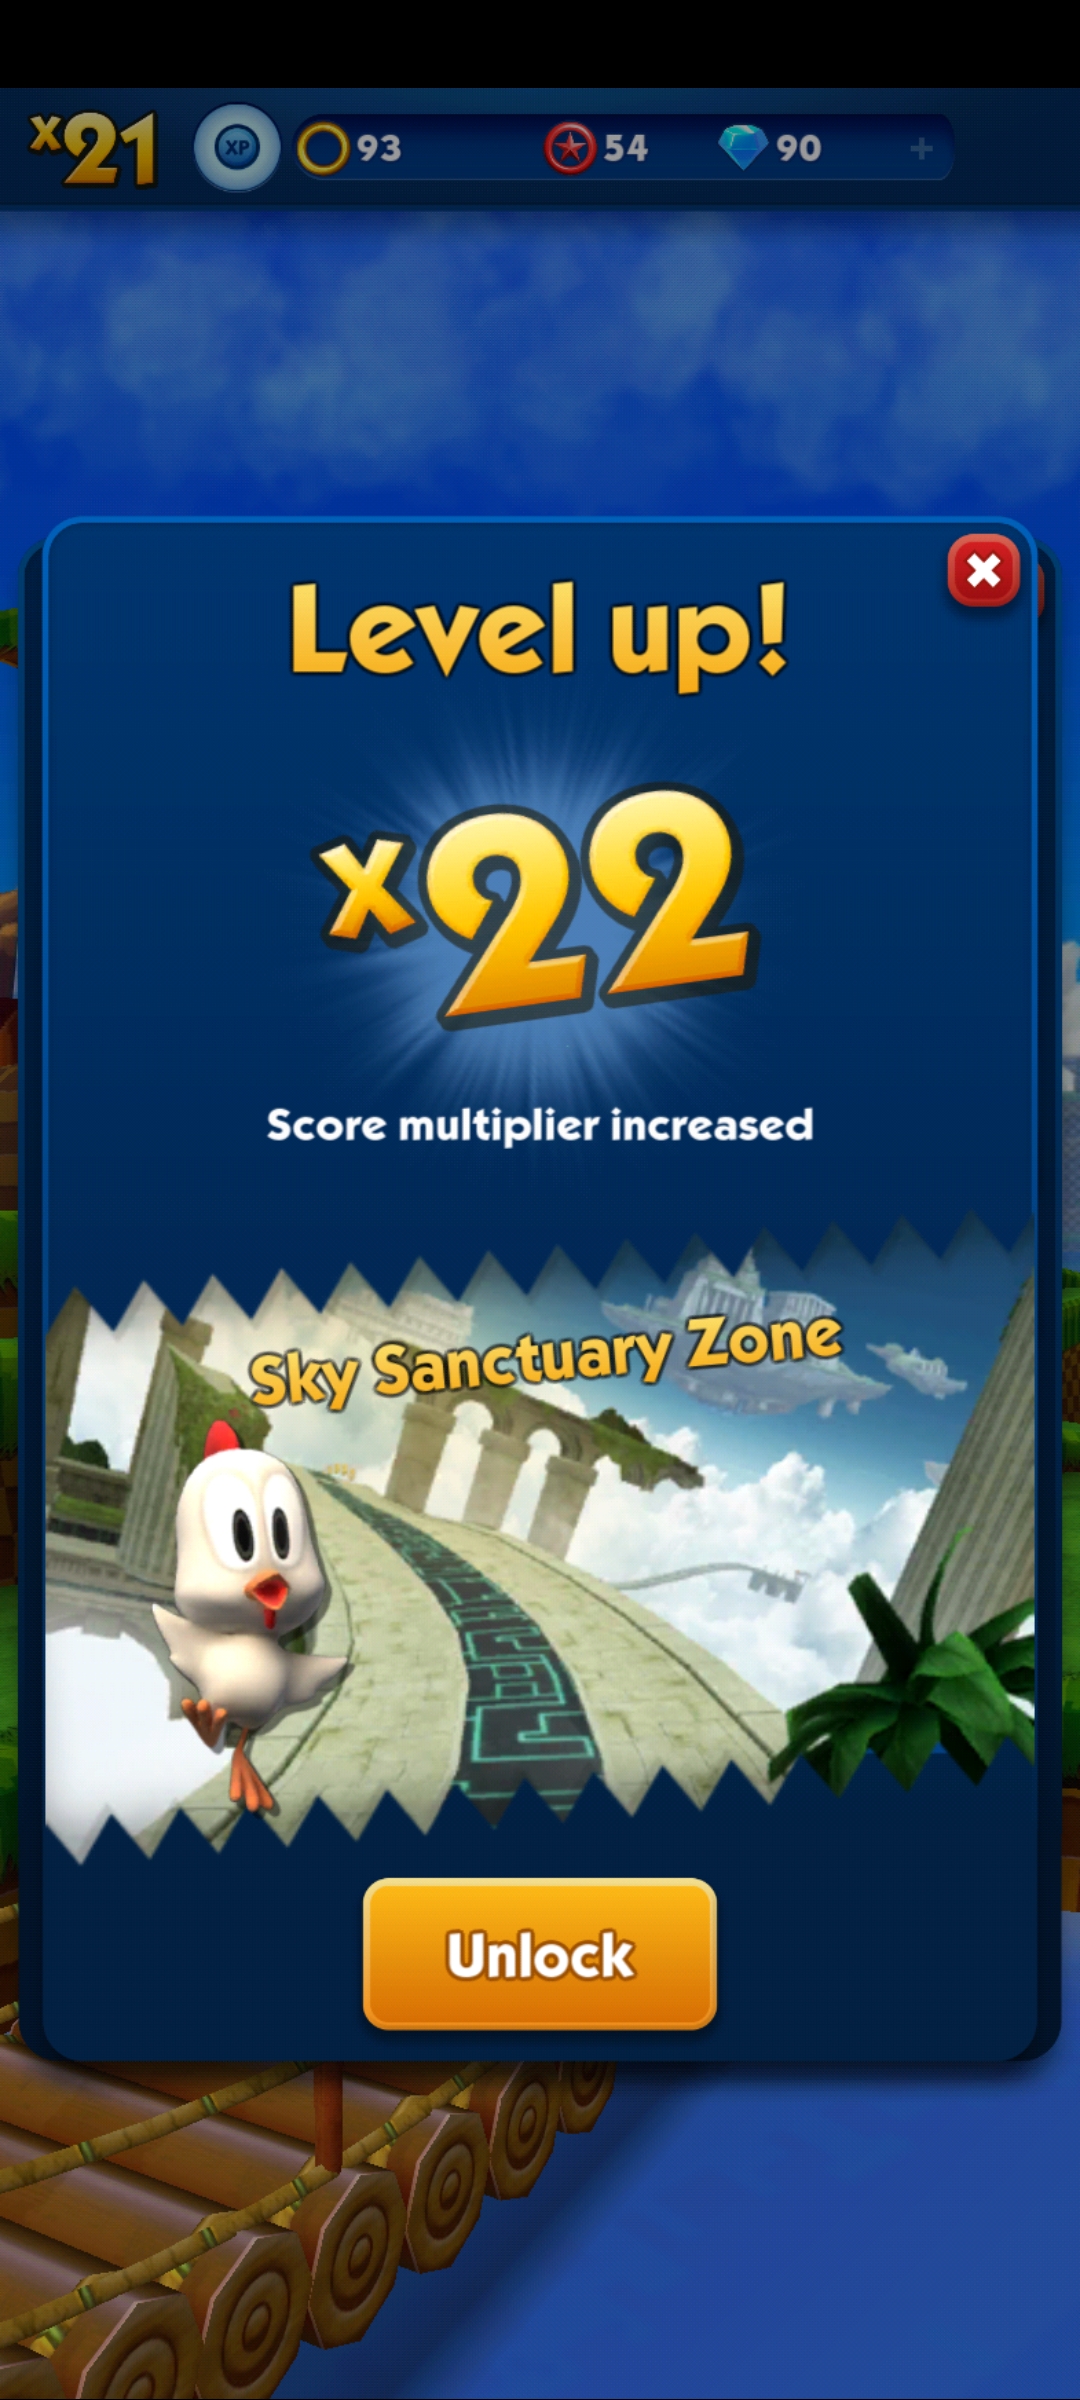 x21 XP 93 54 90 +
Level up!
x22
Score multiplier increased
Sky Sanctuary Zone
Unlock